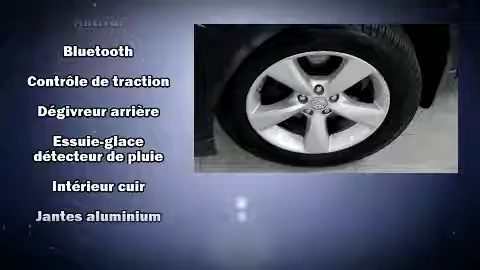 Bluetooth
Contrôle de traction
Dégivreur arrière
Essuie-glace
détecteur de pluie
Intérieur cuir
Jantes aluminium